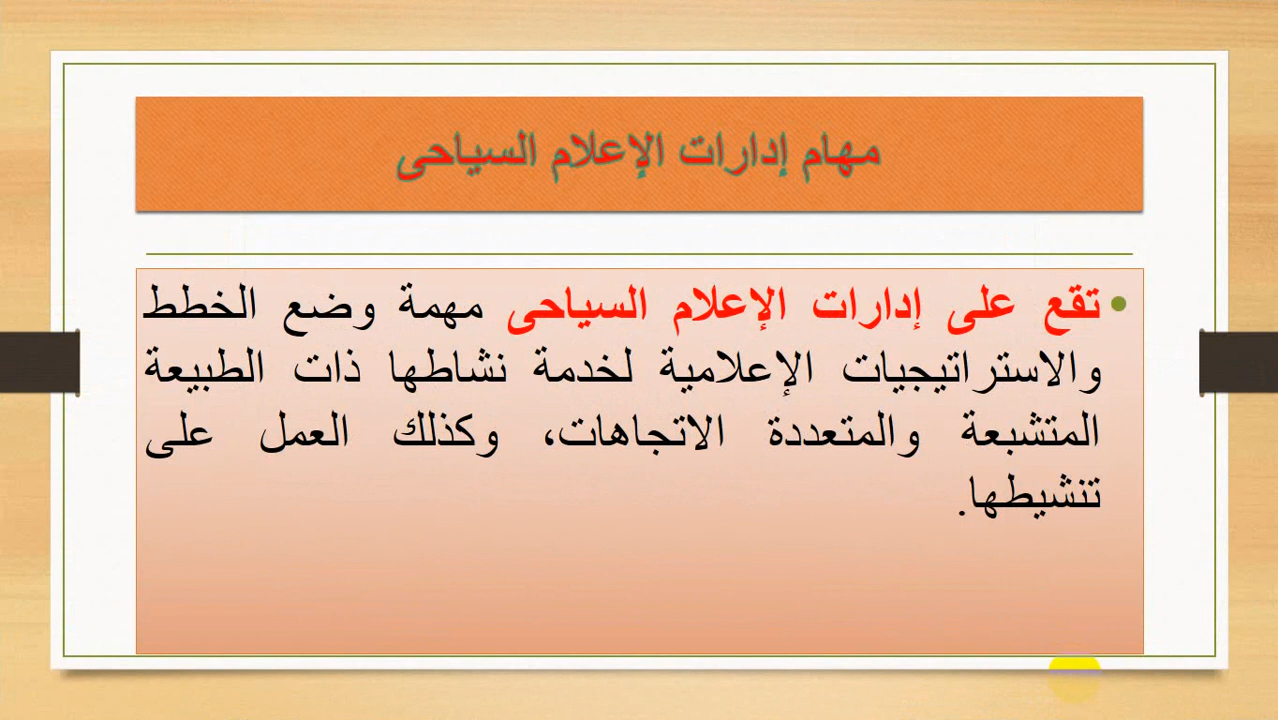 مهام إدارات الإعلام السياحى
تقع على إدارات الإعلام السياحى مهمة وضع الخطط
والاستراتيجيات الإعلامية لخدمة نشاطها ذات الطبيعة
المتشبعة والمتعددة الاتجاهات، وكذلك العمل على
تنشيطها.